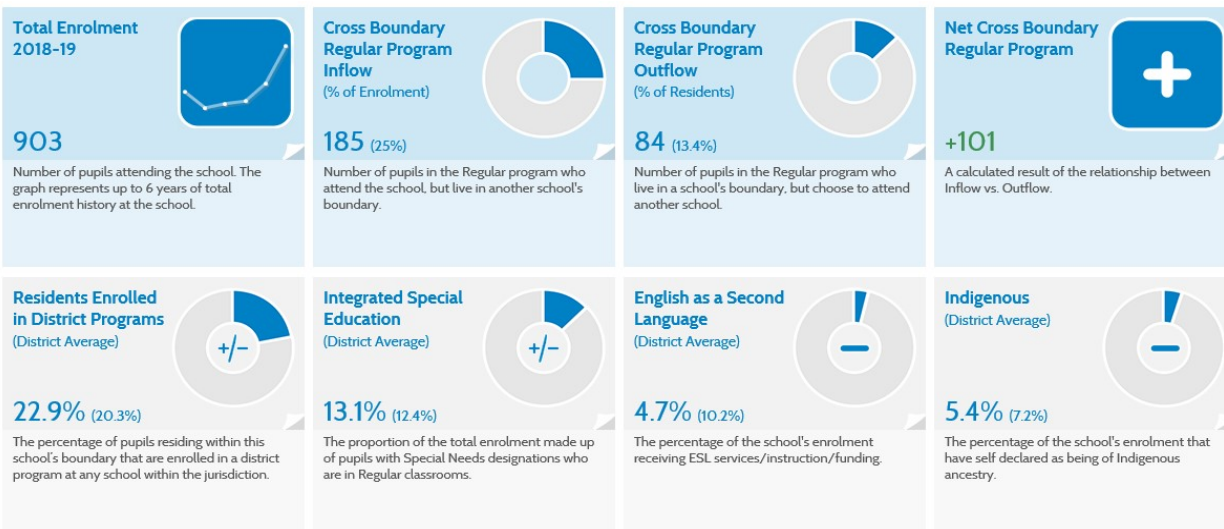 Total Enrolment
2018-19
903
Number of pupils attending the school. The
graph represents up to 6 years of total
enrolment history at the school.
Cross Boundary
Regular Program
Inflow
(% of Enrolment)
185 (25%)
Number of pupils in the Regular program who
attend the school, but live in another school's
boundary.
Cross Boundary
Regular Program
Outflow
(% of Residents)
84 (13.4%)
Number of pupils in the Regular program who
live in a school's boundary, but choose to attend
another school.
Net Cross Boundary
Regular Program
+
+101
A calculated result of the relationship between
Inflow vs. Outflow.
Residents Enrolled
in District Programs
(District Average)
+/-
22.9% (20.3%)
The percentage of pupils residing within this
school's boundary that are enrolled in a district
program at any school within the jurisdiction.
Integrated Special
Education
(District Average)
+/-
13.1% (12.4%)
The proportion of the total enrolment made up
of pupils with Special Needs designations who
are in Regular classrooms.
English as a Second
Language
(District Average)
-
4.7% (10.2%)
The percentage of the school's enrolment
receiving ESL services/instruction/funding.
Indigenous
(District Average)
-
5.4% (7.2%)
The percentage of the school's enrolment that
have self declared as being of Indigenous
ancestry.